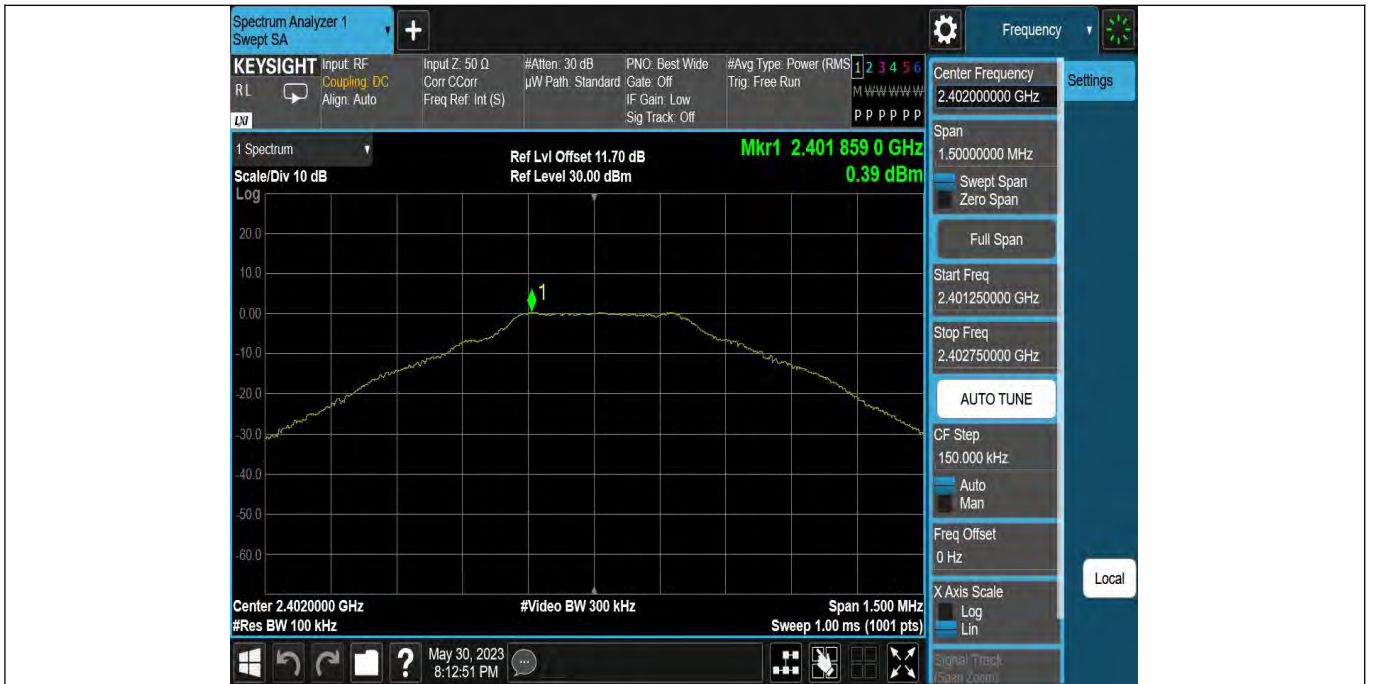 Spectrum Analyzer 1
Swept SA
+
Frequency
KEYSIGHT
RL
LXI
Input: RF
Coupling: DC
Align: Auto
Input Z: 50 Ω
Corr CCorr
Freq Ref: Int (S)
#Atten: 30 dB
µW Path: Standard
PNO: Best Wide
Gate: Off
IF Gain: Low
Sig Track: Off
#Avg Type: Power (RMS
Trig: Free Run
1 2 3 4 5 6
M W W W W W
P P P P P P
1 Spectrum
Scale/Div 10 dB
Ref Lvl Offset 11.70 dB
Ref Level 30.00 dBm
Mkr1 2.401 859 0 GHz
0.39 dBm
Log
20.0
10.0
0.00
-10.0
-20.0
-30.0
-40.0
-50.0
-60.0
1
Center 2.4020000 GHz
#Res BW 100 kHz
#Video BW 300 kHz
Span 1.500 MHz
Sweep 1.00 ms (1001 pts)
Center Frequency
2.402000000 GHz
Settings
Span
1.50000000 MHz
Swept Span
Zero Span
Full Span
Start Freq
2.401250000 GHz
Stop Freq
2.402750000 GHz
AUTO TUNE
CF Step
150.000 kHz
Auto
Man
Freq Offset
0 Hz
X Axis Scale
Log
Lin
Local
Signal Track
(Span Zoom)
?
May 30, 2023
8:12:51 PM